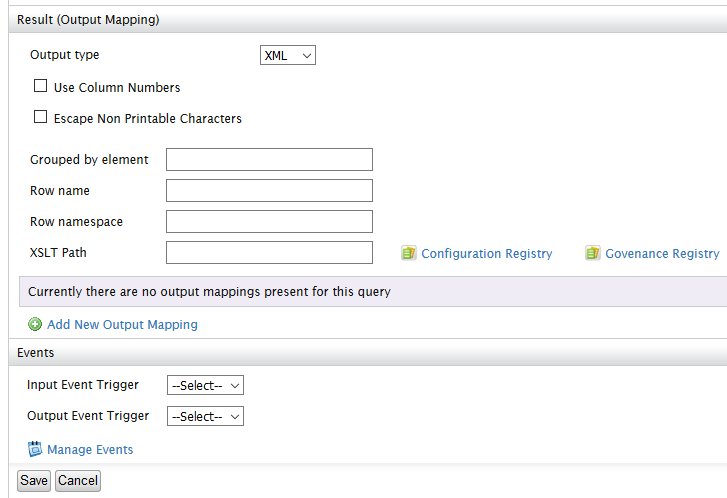 Result (Output Mapping)
Output type XML
Use Column Numbers
Escape Non Printable Characters
Grouped by element
Row name
Row namespace
XSLT Path Configuration Registry Govenance Registry
Currently there are no output mappings present for this query
Add New Output Mapping
Events
Input Event Trigger --Select--
Output Event Trigger --Select--
Manage Events
Save Cancel